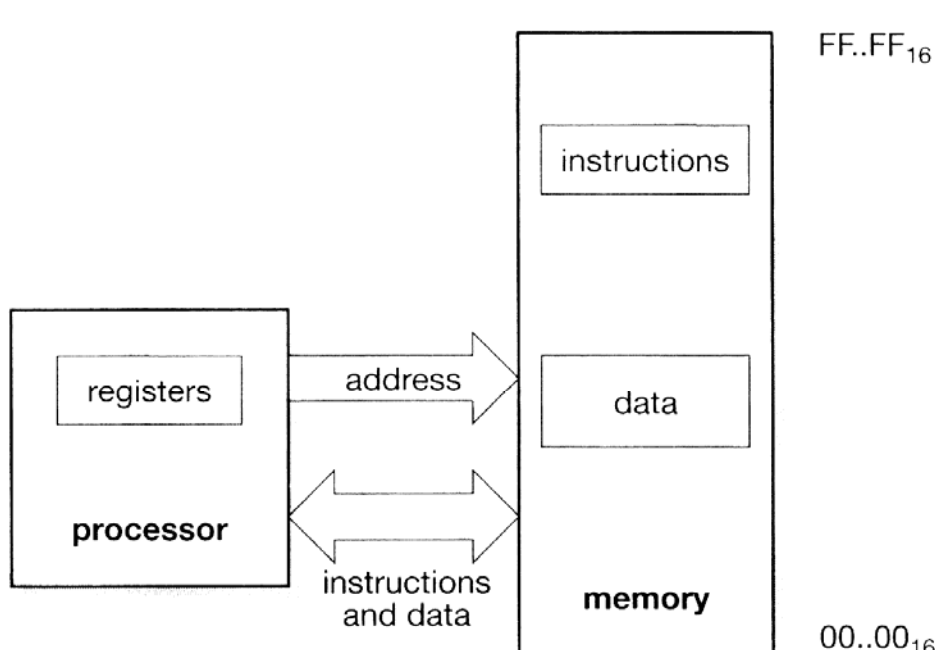 FF..FF₁₆
instructions
registers
address
data
processor
instructions
and data
memory
00..00₁₆